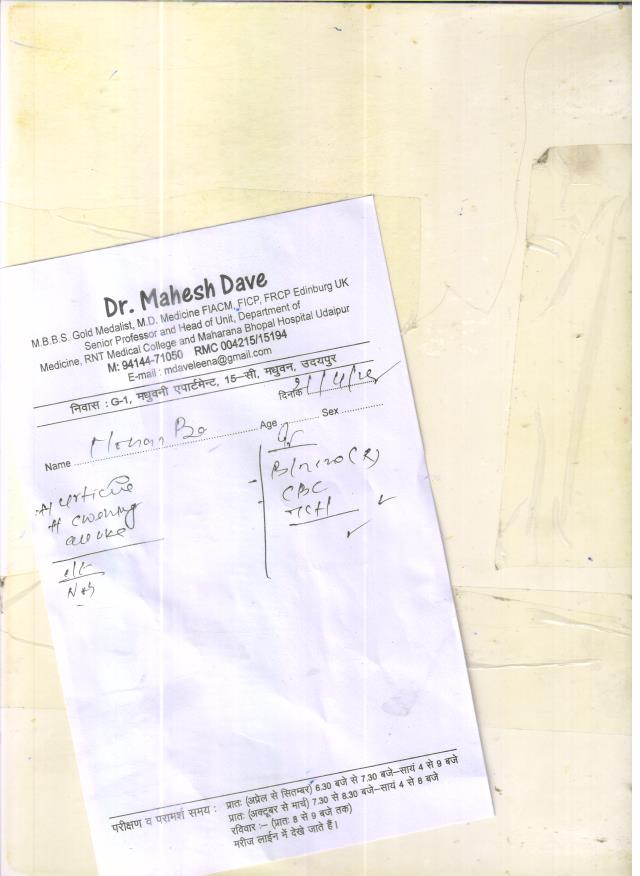 Dr. Mahesh Dave
M.B.B.S. Gold Medalist, M.D. Medicine FIACM, FICP, FRCP Edinburg UK
Senior Professor and Head of Unit, Department of
Medicine, RNT Medical College and Maharana Bhopal Hospital Udaipur
M: 94144-71050 RMC 004215/15194
E-mail : mdaveleena@gmail.com
निवास : G-1, मधुवनी एपार्टमेन्ट, 15–सी, मधुवन, उदयपुर
दिनांक
Name Age Sex
CBC
परीक्षण व परामर्श समय : प्रातः (अप्रेल से सितम्बर) 6.30 बजे से 7.30 बजे–सायं 4 से 9 बजे
प्रातः (अक्टूबर से मार्च) 7.30 से 8.30 बजे–सायं 4 से 8 बजे
रविवार :– (प्रातः 8 से 9 बजे तक)
मरीज लाईन में देखे जाते हैं।